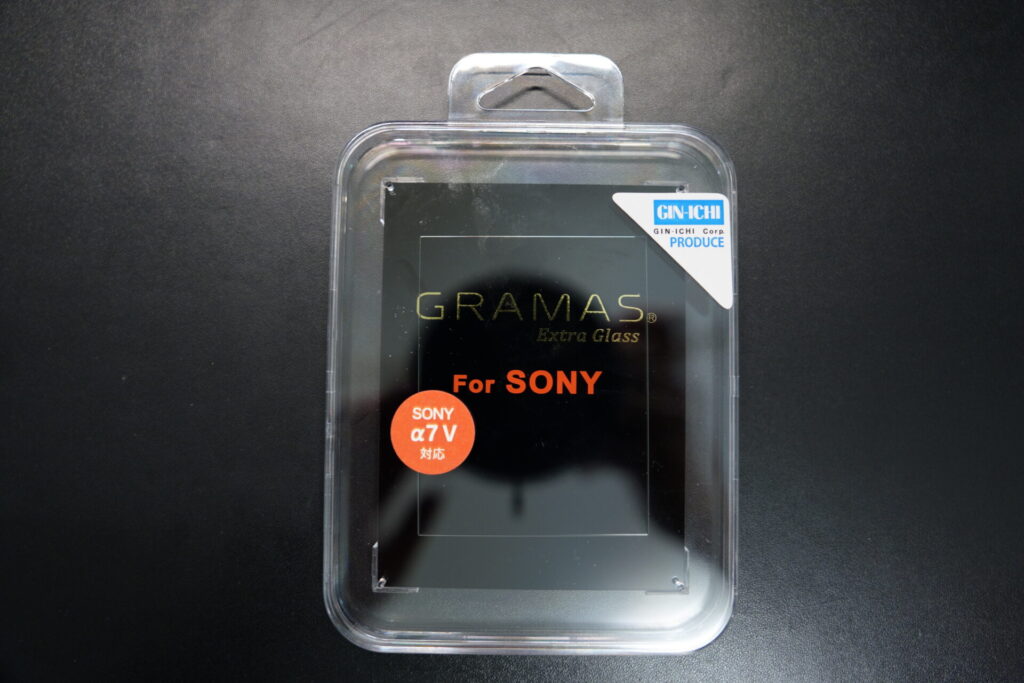 GIN-ICHI
GIN-ICHI Corp.
PRODUCE
GRAMAS®
Extra Glass
For SONY
SONY
α7 V
対応